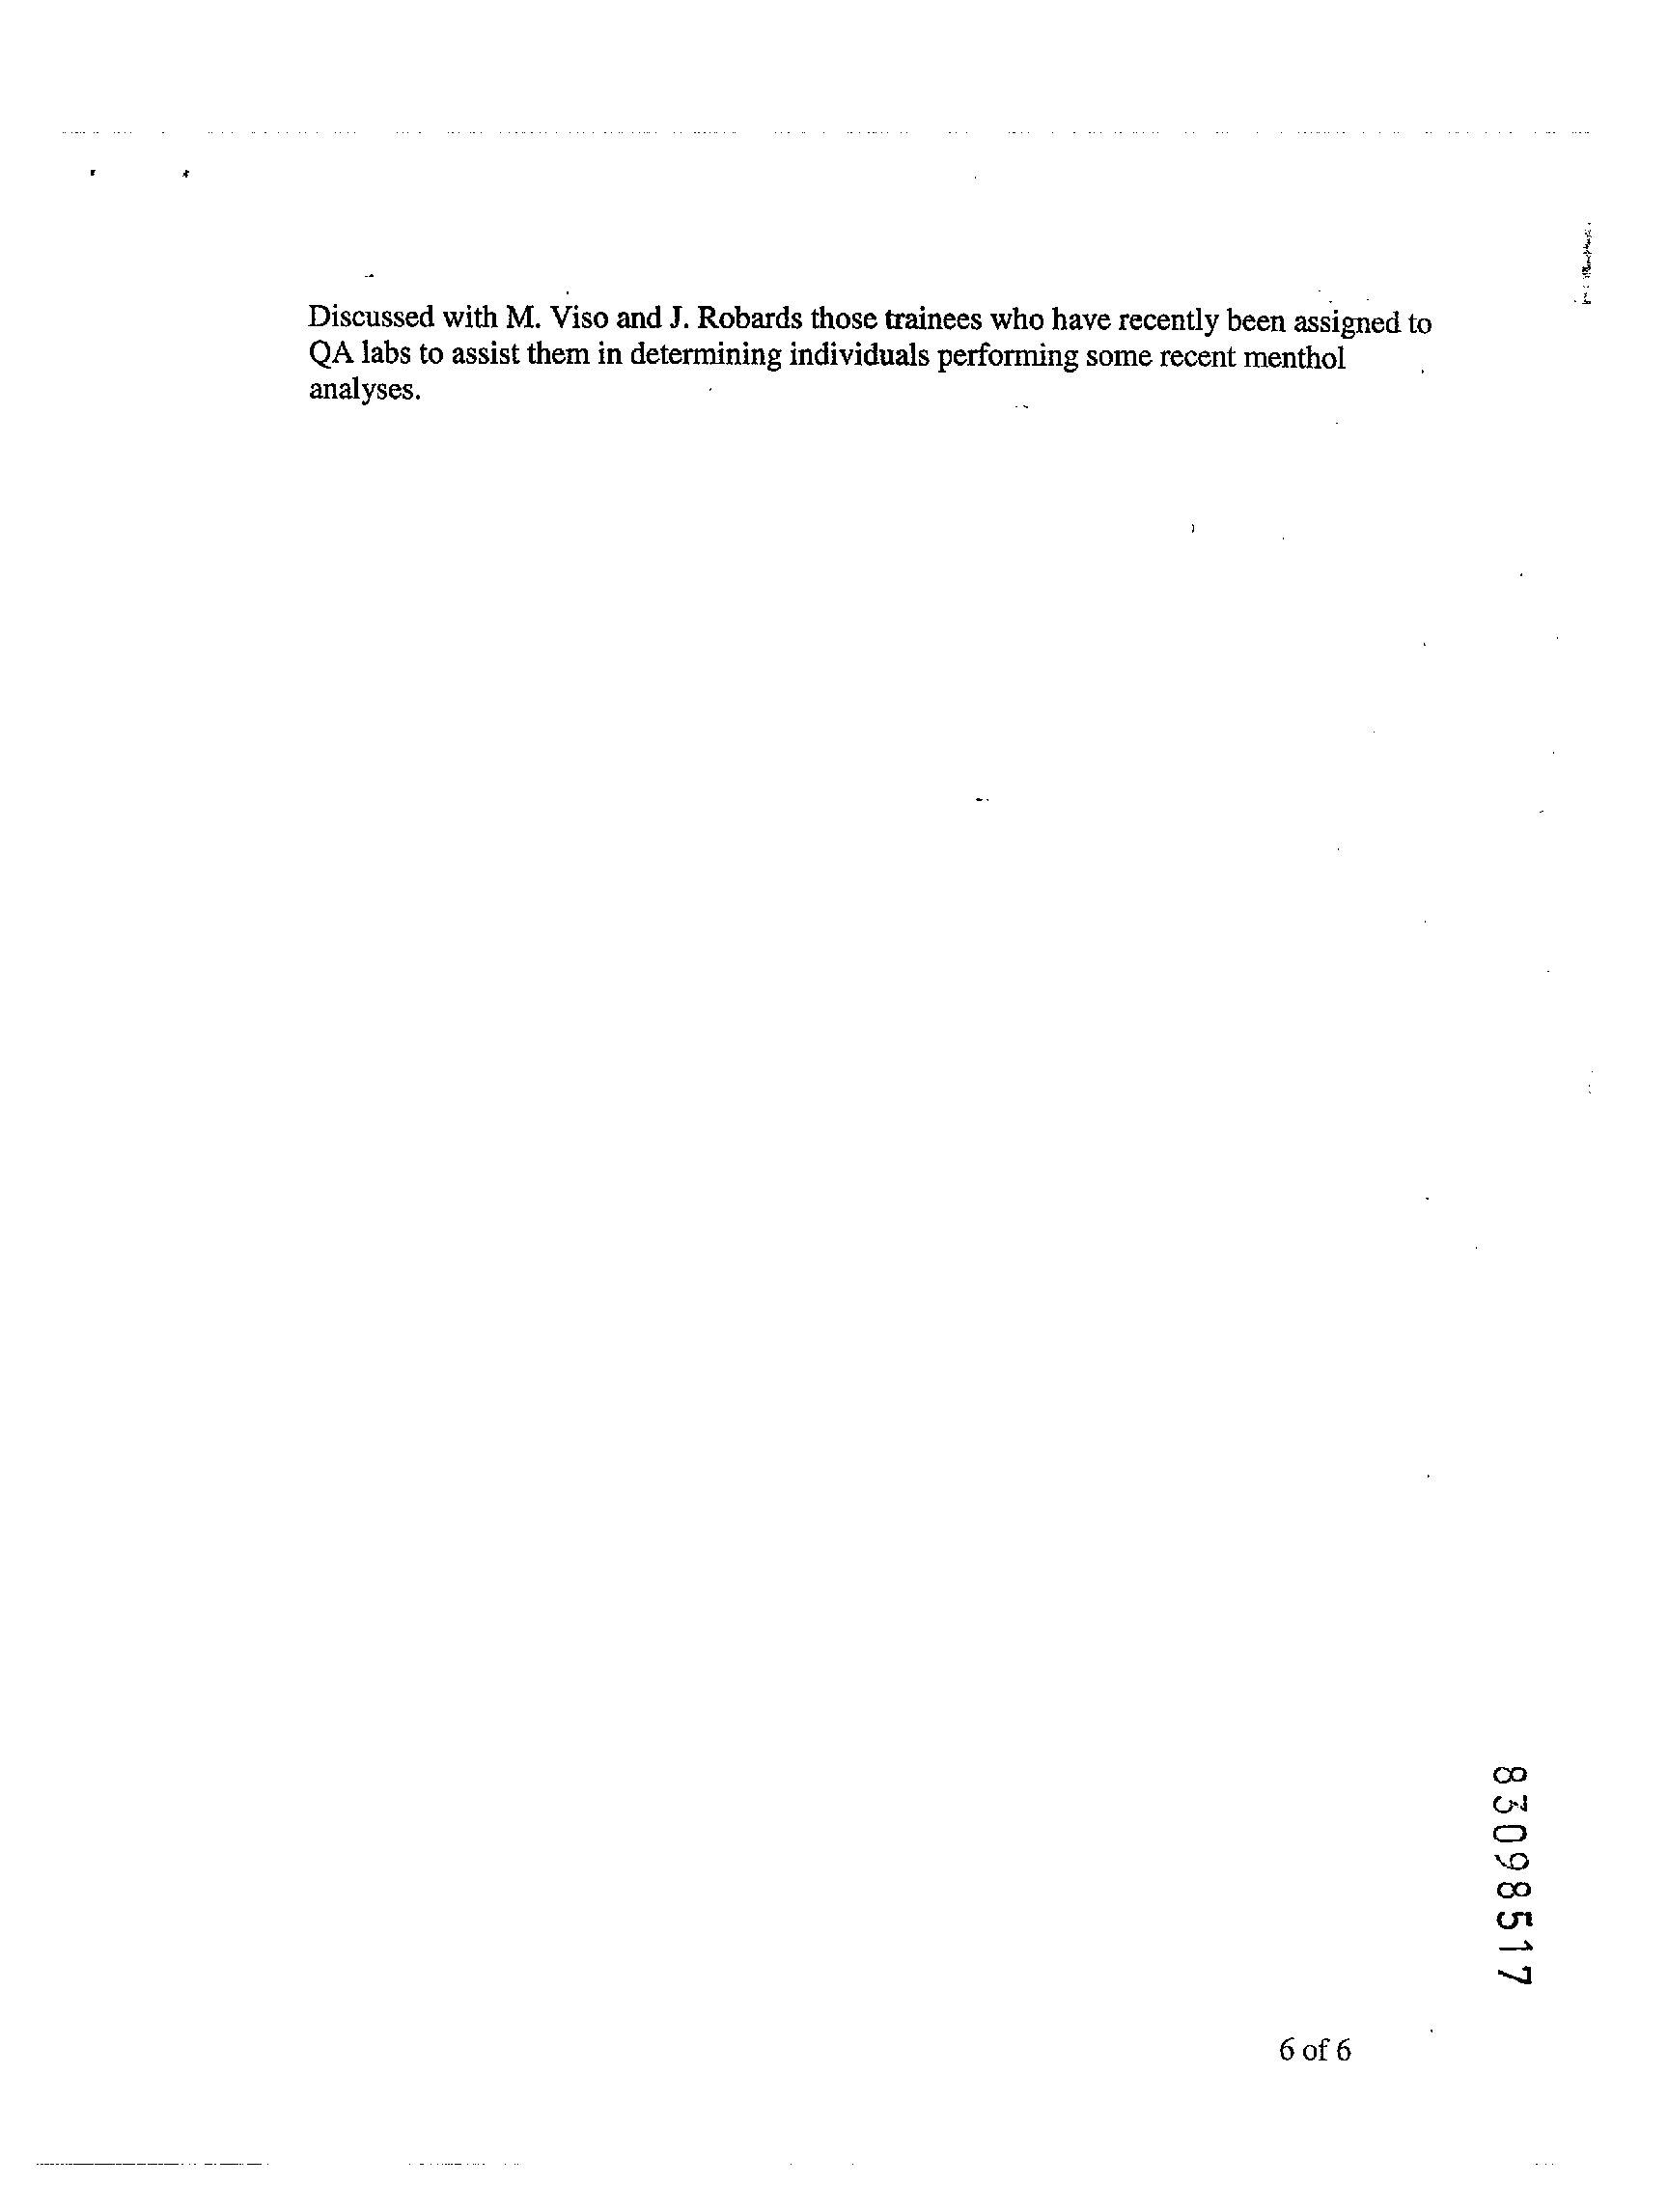 Discussed with M. Viso and J. Robards those trainees who have recently been assigned to
QA labs to assist them in determining individuals performing some recent menthol
analyses.
83098517
6 of 6